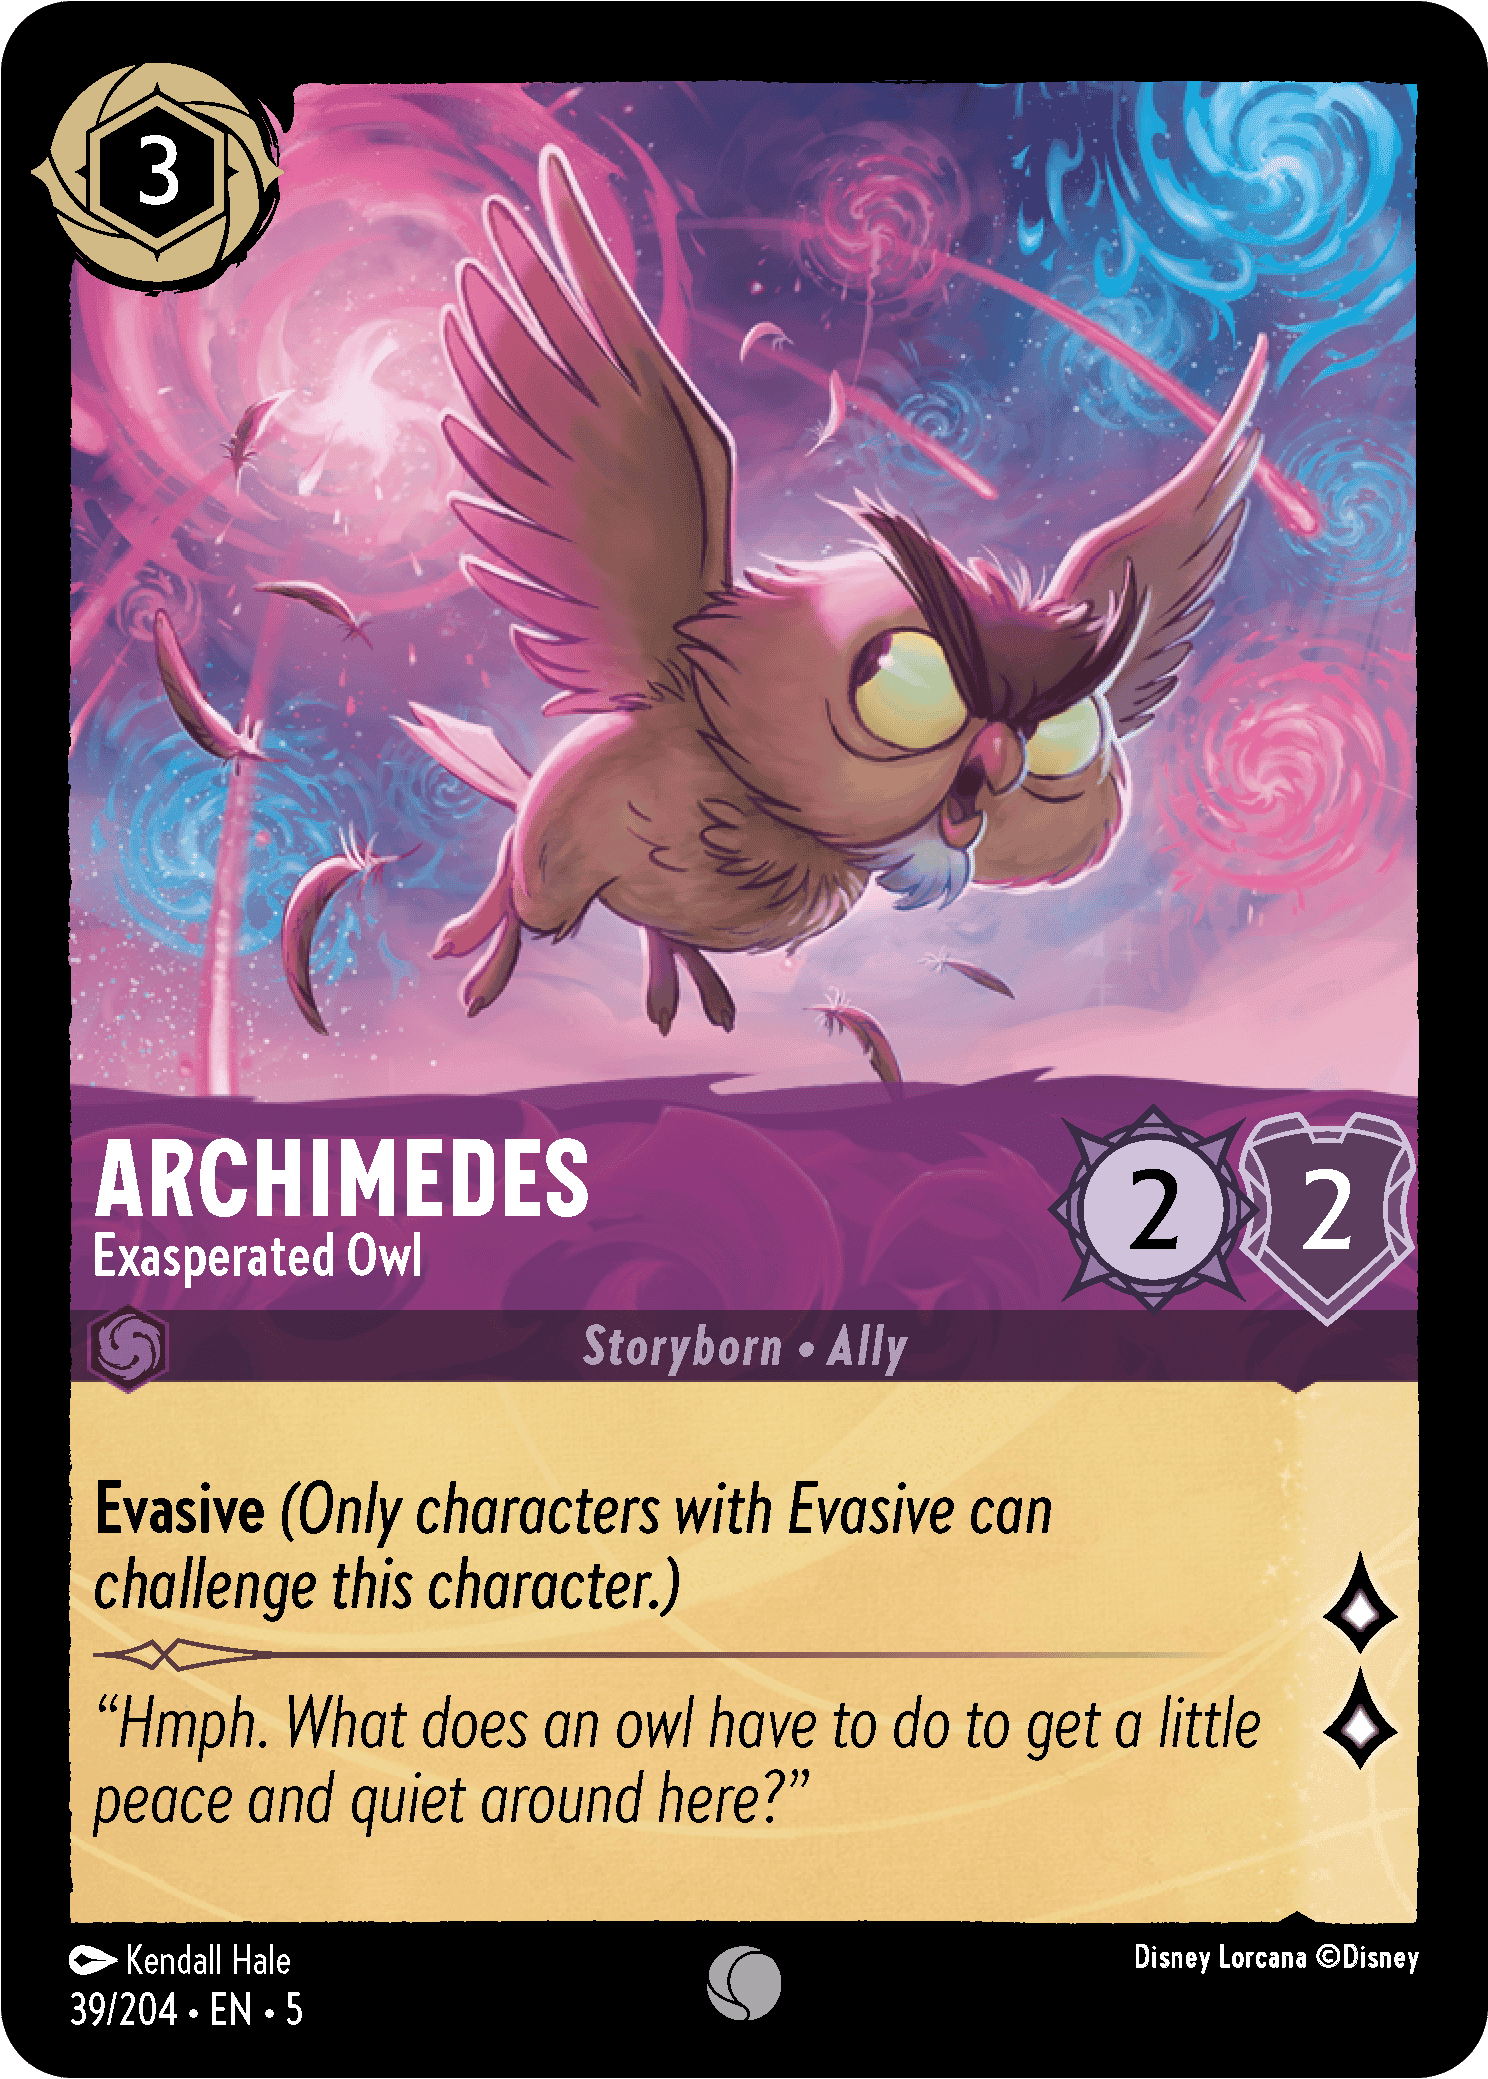 3
ARCHIMEDES
Exasperated Owl
2 2
Storyborn • Ally
Evasive (Only characters with Evasive can
challenge this character.)
“Hmph. What does an owl have to do to get a little
peace and quiet around here?”
Kendall Hale
Disney Lorcana ©Disney
39/204 • EN • 5